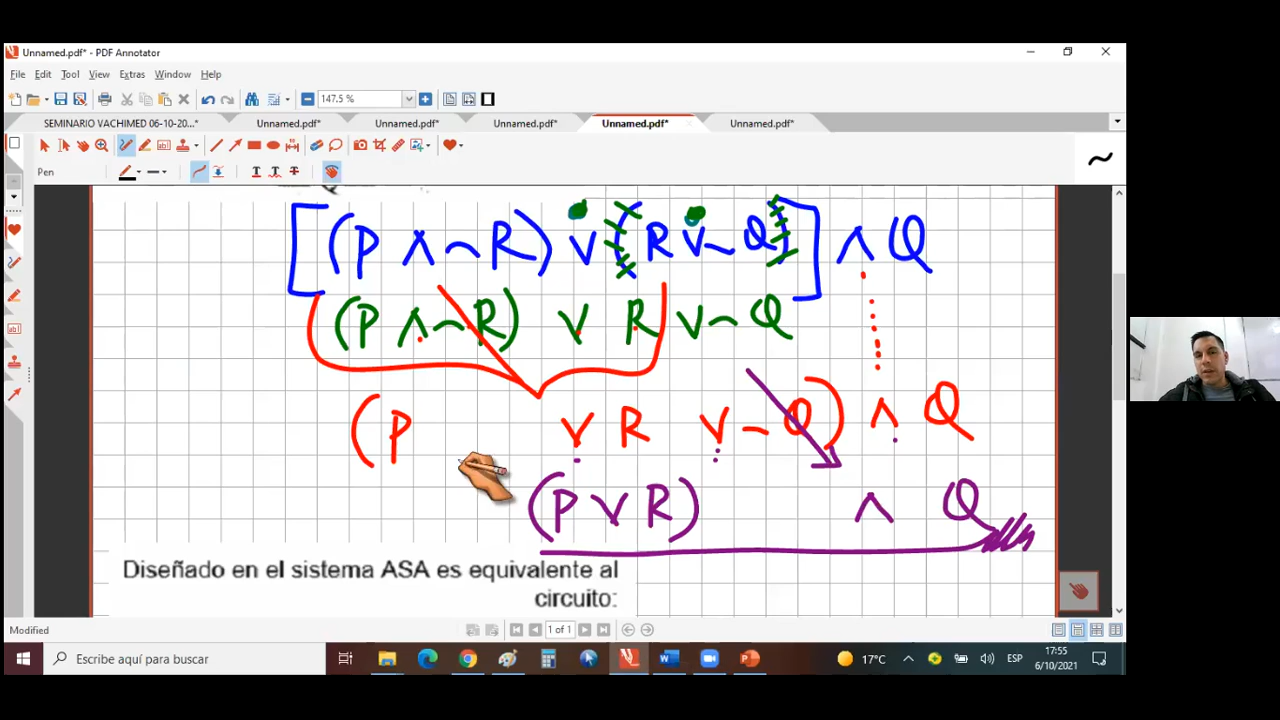 Unnamed.pdf* - PDF Annotator
File Edit Tool View Extras Window Help
147.5 %
SEMINARIO VACHIMED 06-10-20...* Unnamed.pdf* Unnamed.pdf* Unnamed.pdf* Unnamed.pdf* Unnamed.pdf*
Pen
[(P ∧ ~R) ∨ (R ∨ ~Q)] ∧ Q
(P ∧ ~R) ∨ R ∨ ~Q
(P ∨ R ∨ ~Q) ∧ Q
(P ∨ R) ∧ Q
Diseñado en el sistema ASA es equivalente al
circuito:
Modified
1 of 1
Escribe aquí para buscar
17°C
ESP
17:55
6/10/2021